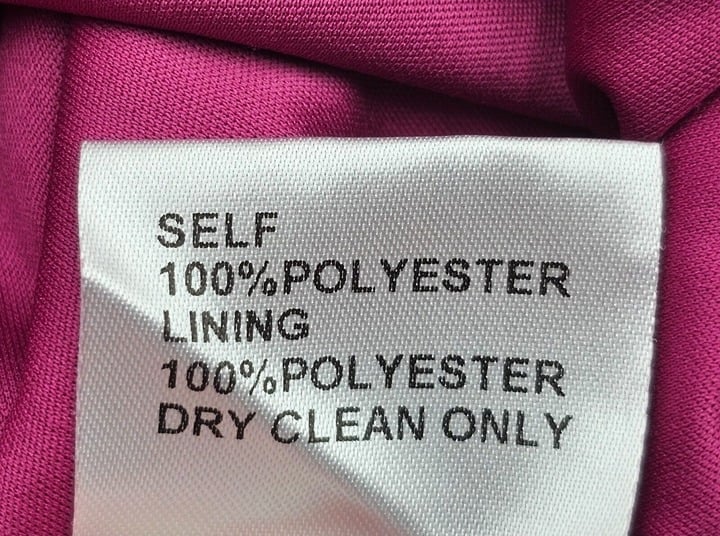 SELF
100%POLYESTER
LINING
100%POLYESTER
DRY CLEAN ONLY